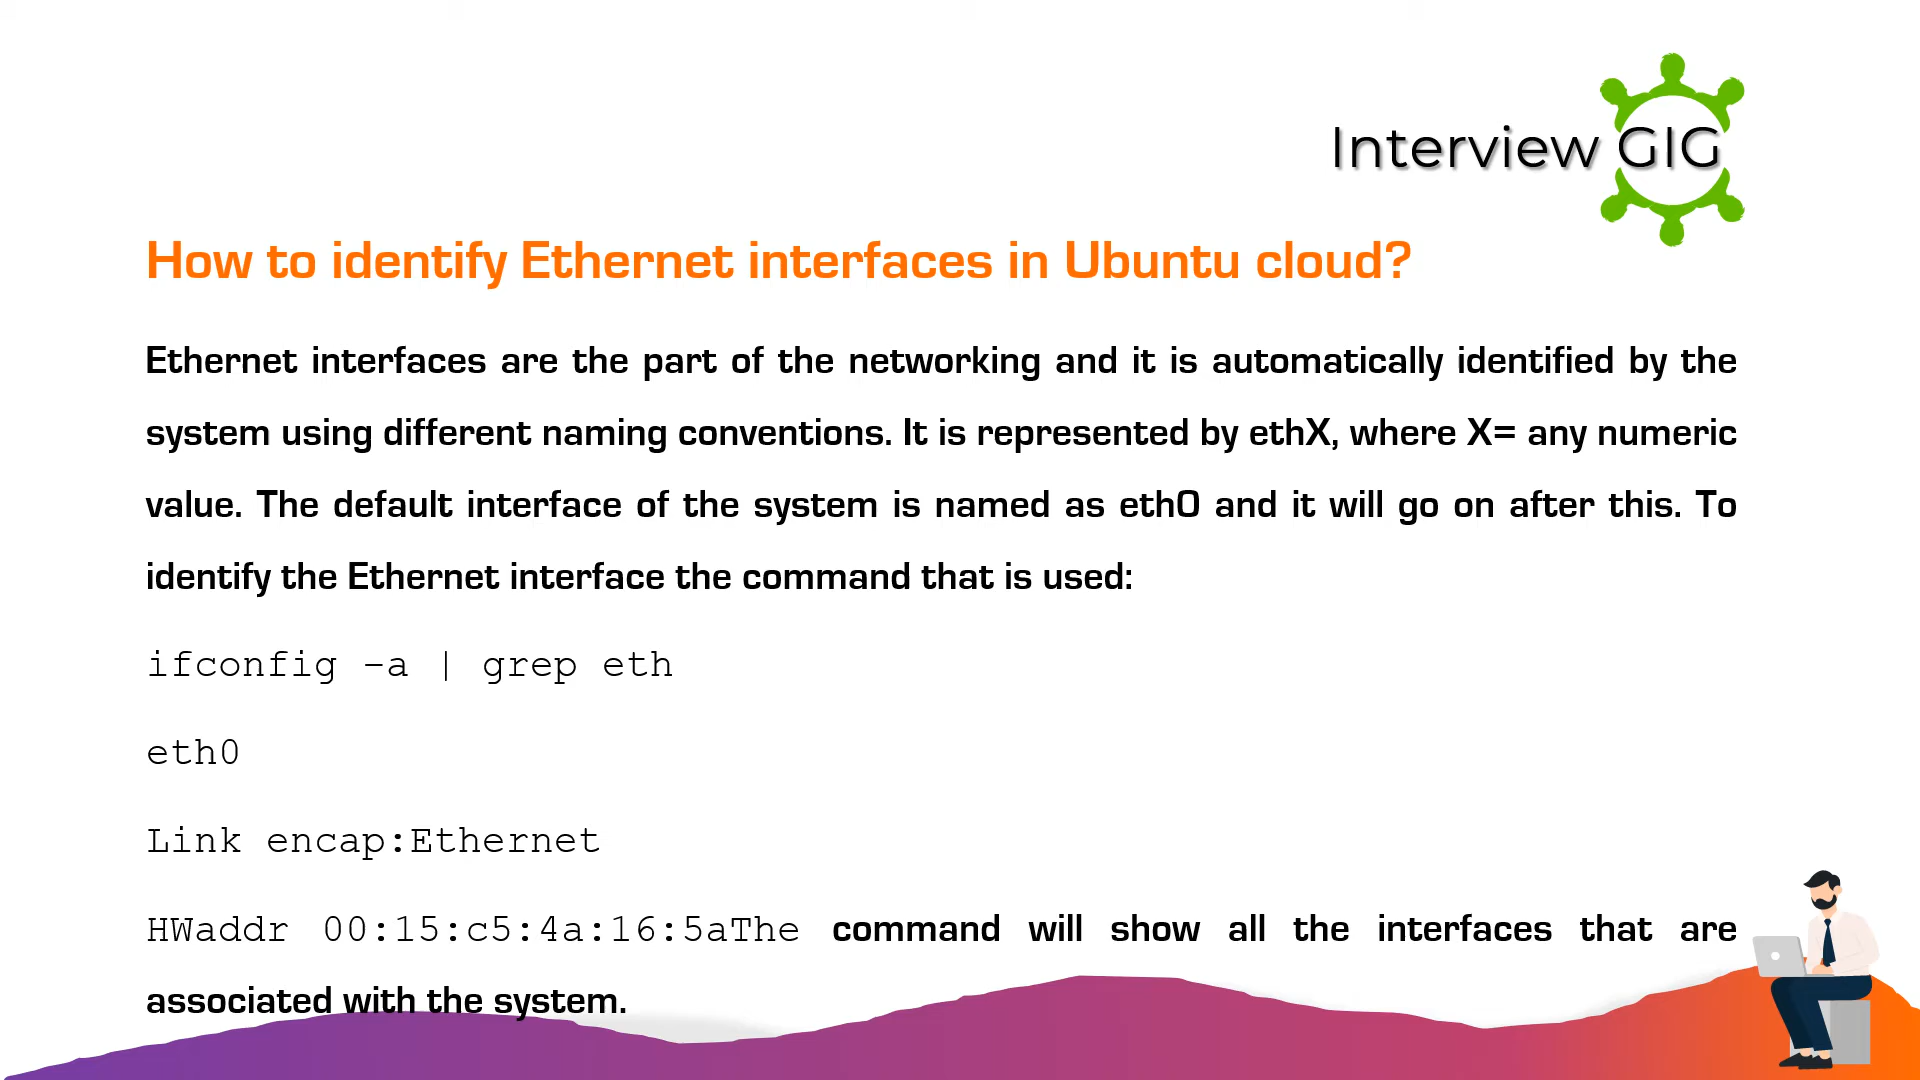 Interview GIG
How to identify Ethernet interfaces in Ubuntu cloud?
Ethernet interfaces are the part of the networking and it is automatically identified by the
system using different naming conventions. It is represented by ethX, where X= any numeric
value. The default interface of the system is named as eth0 and it will go on after this. To
identify the Ethernet interface the command that is used:
ifconfig -a | grep eth
eth0
Link encap:Ethernet
HWaddr 00:15:c5:4a:16:5aThe command will show all the interfaces that are
associated with the system.